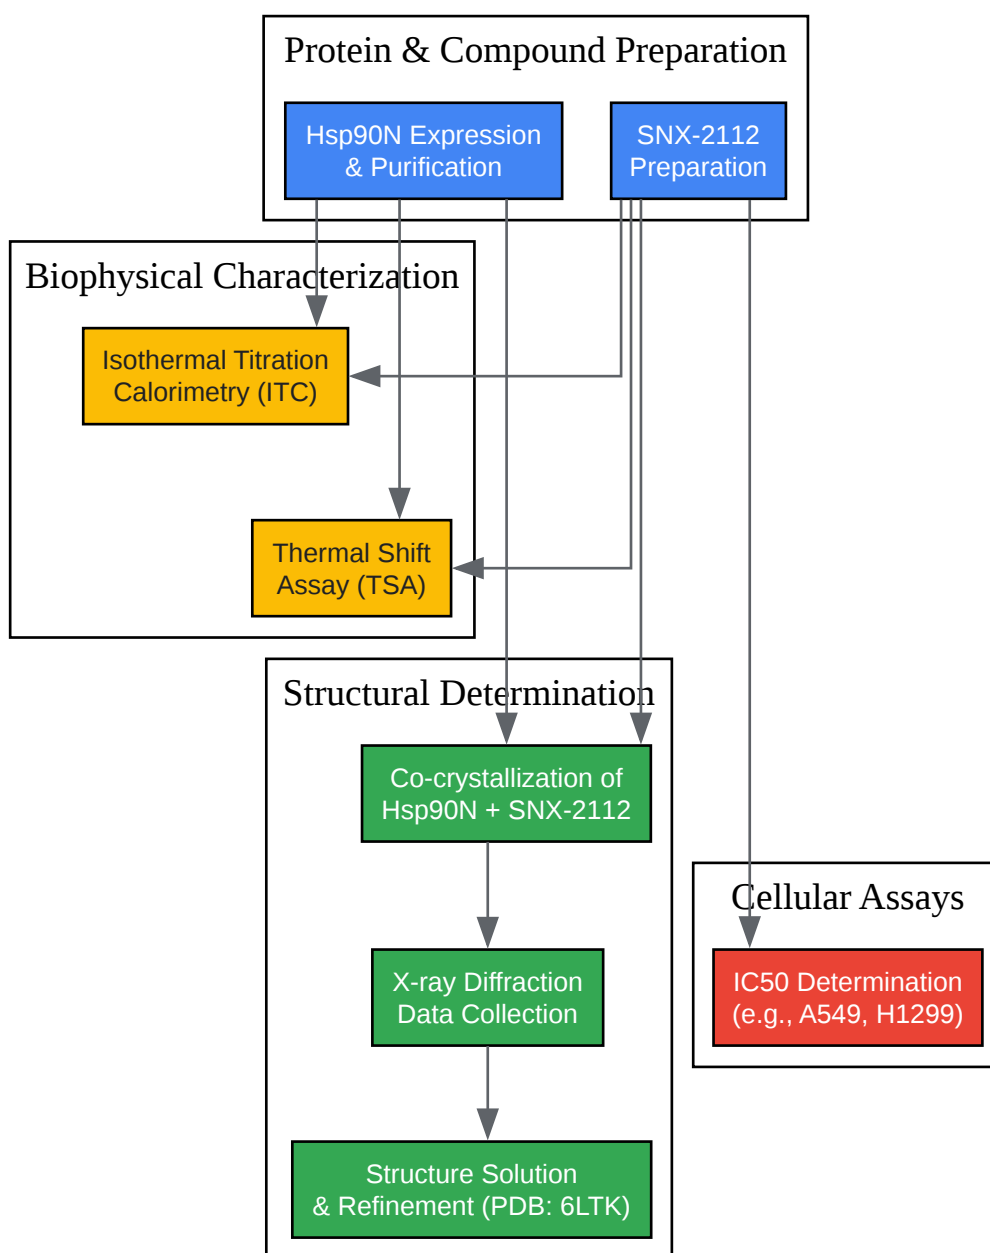 Protein & Compound Preparation
Hsp90N Expression
& Purification
SNX-2112
Preparation
Biophysical Characterization
Isothermal Titration
Calorimetry (ITC)
Thermal Shift
Assay (TSA)
Structural Determination
Co-crystallization of
Hsp90N + SNX-2112
X-ray Diffraction
Data Collection
Structure Solution
& Refinement (PDB: 6LTK)
Cellular Assays
IC50 Determination
(e.g., A549, H1299)